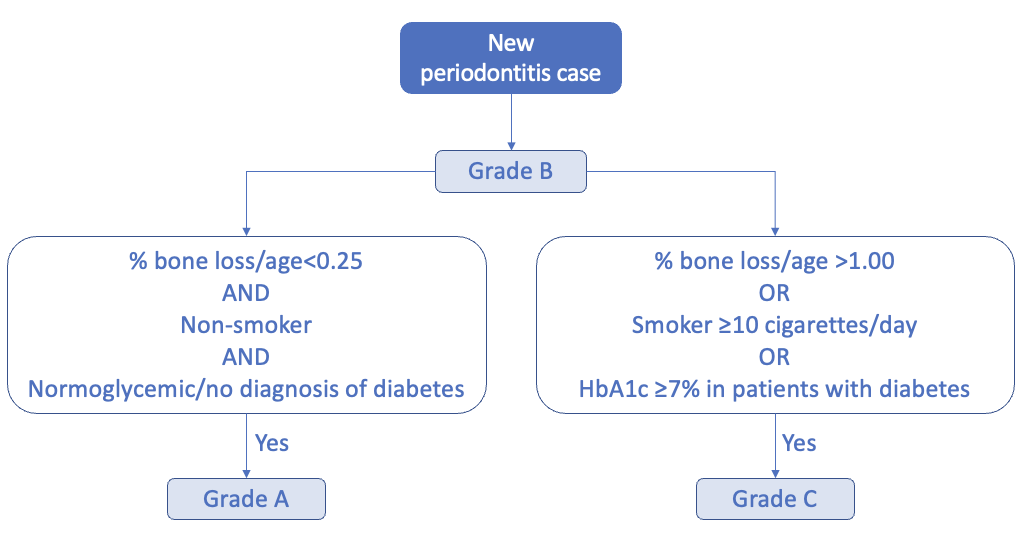 New
periodontitis case
Grade B
% bone loss/age<0.25
AND
Non-smoker
AND
Normoglycemic/no diagnosis of diabetes
% bone loss/age >1.00
OR
Smoker ≥10 cigarettes/day
OR
HbA1c ≥7% in patients with diabetes
Yes
Yes
Grade A
Grade C